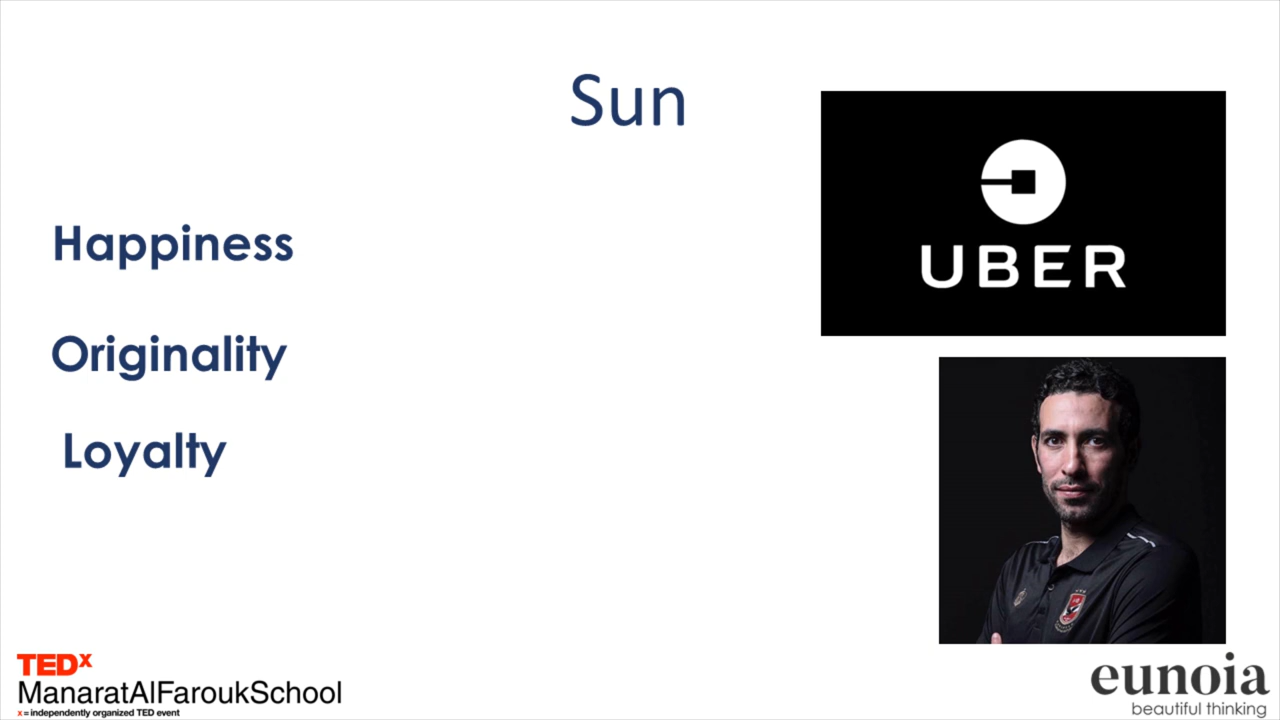 Sun
UBER
Happiness
Originality
Loyalty
TEDx
ManaratAlFaroukSchool
x = independently organized TED event
eunoia
beautiful thinking